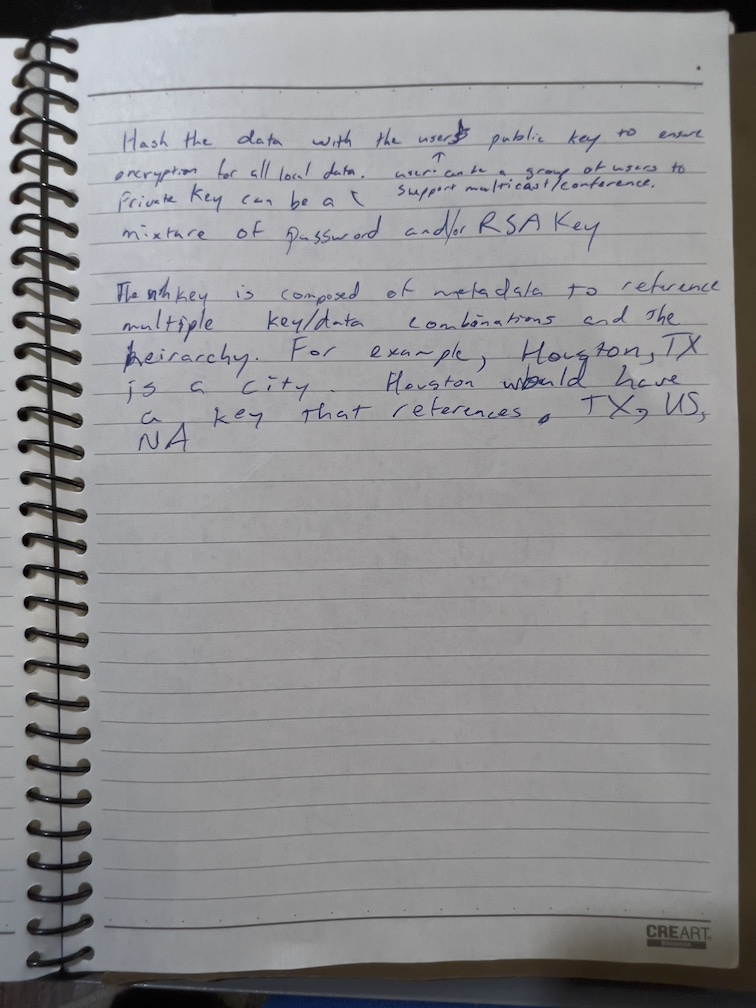 Hash the data with the users public key to ensure
encryption for all local data. ↑ user can be a group of users to
Private Key can be a support multicast/conference.
mixture of password and/or RSA Key
The key is composed of metadata to reference
multiple key/data combinations and the
heirarchy. For example, Houston, TX
is a city. Houston would have
a key that references, TX, US,
NA
CREART